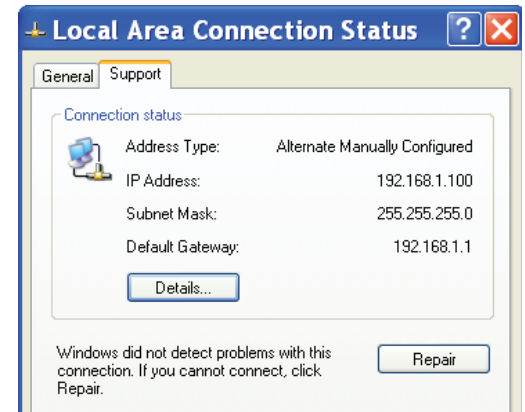 Local Area Connection Status
General Support
Connection status
Address Type: Alternate Manually Configured
IP Address: 192.168.1.100
Subnet Mask: 255.255.255.0
Default Gateway: 192.168.1.1
Details...
Windows did not detect problems with this
connection. If you cannot connect, click
Repair.
Repair